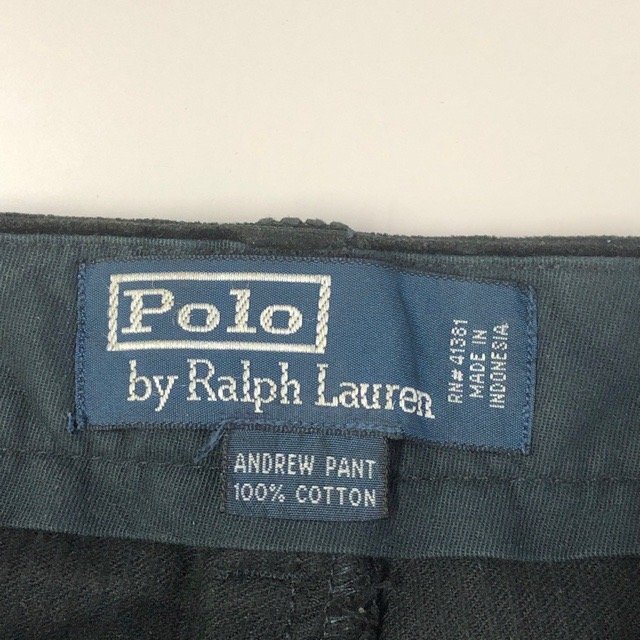 Polo
by Ralph Lauren
RN#41381
MADE IN
INDONESIA
ANDREW PANT
100% COTTON